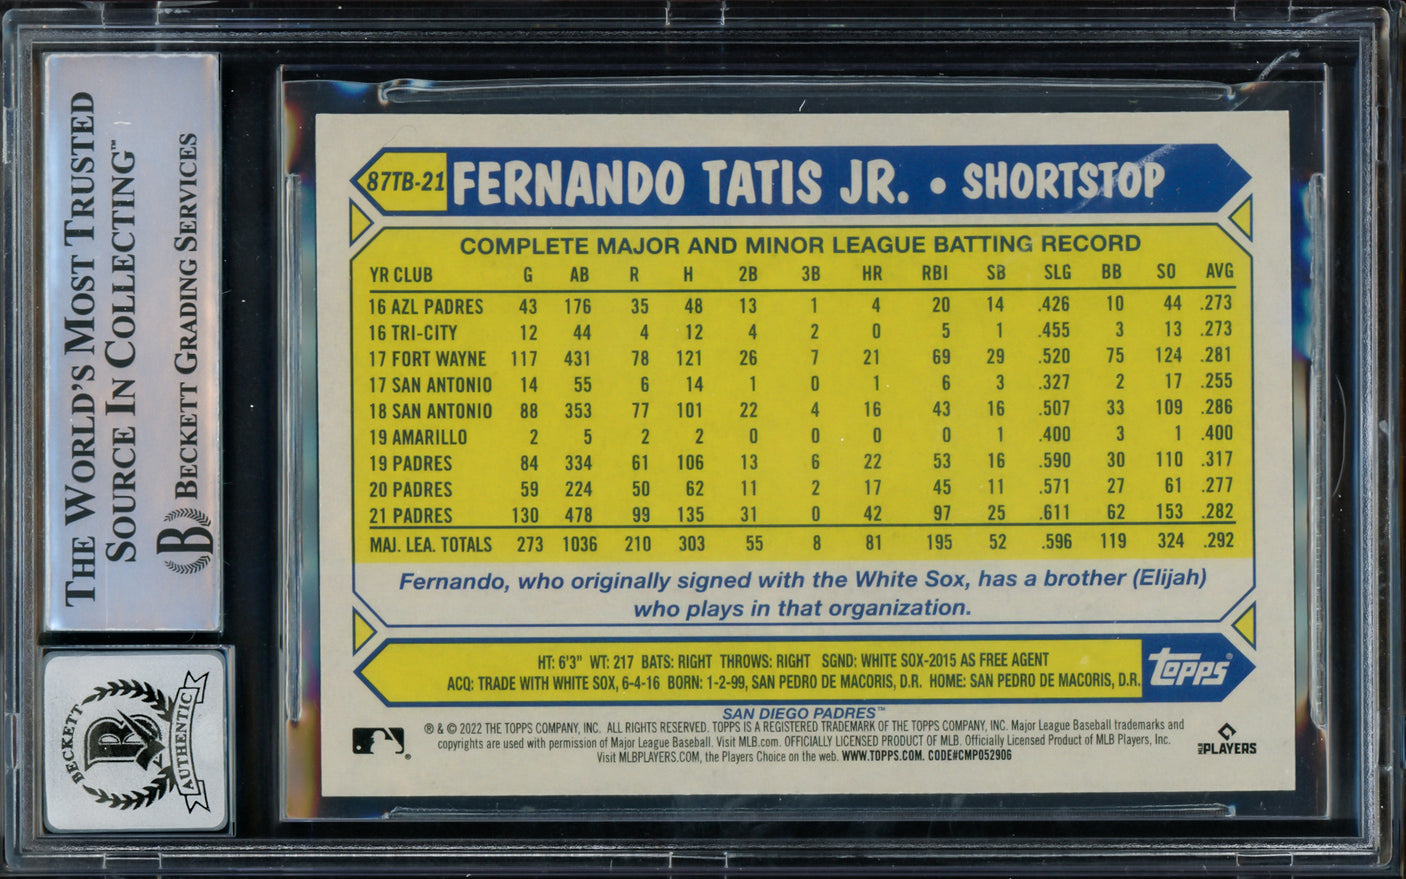 THE WORLD'S MOST TRUSTED
SOURCE IN COLLECTING™
BECKETT GRADING SERVICES
B
BECKETT
B
AUTHENTIC
87TB-21 FERNANDO TATIS JR. • SHORTSTOP
COMPLETE MAJOR AND MINOR LEAGUE BATTING RECORD
YR CLUB G AB R H 2B 3B HR RBI SB SLG BB SO AVG
16 AZL PADRES 43 176 35 48 13 1 4 20 14 .426 10 44 .273
16 TRI-CITY 12 44 4 12 4 2 0 5 1 .455 3 13 .273
17 FORT WAYNE 117 431 78 121 26 7 21 69 29 .520 75 124 .281
17 SAN ANTONIO 14 55 6 14 1 0 1 6 3 .327 2 17 .255
18 SAN ANTONIO 88 353 77 101 22 4 16 43 16 .507 33 109 .286
19 AMARILLO 2 5 2 2 0 0 0 0 1 .400 3 1 .400
19 PADRES 84 334 61 106 13 6 22 53 16 .590 30 110 .317
20 PADRES 59 224 50 62 11 2 17 45 11 .571 27 61 .277
21 PADRES 130 478 99 135 31 0 42 97 25 .611 62 153 .282
MAJ. LEA. TOTALS 273 1036 210 303 55 8 81 195 52 .596 119 324 .292
Fernando, who originally signed with the White Sox, has a brother (Elijah)
who plays in that organization.
HT: 6'3" WT: 217 BATS: RIGHT THROWS: RIGHT SGND: WHITE SOX-2015 AS FREE AGENT
ACQ: TRADE WITH WHITE SOX, 6-4-16 BORN: 1-2-99, SAN PEDRO DE MACORIS, D.R. HOME: SAN PEDRO DE MACORIS, D.R.
TOPPS®
SAN DIEGO PADRES™
® & © 2022 THE TOPPS COMPANY, INC. ALL RIGHTS RESERVED. TOPPS IS A REGISTERED TRADEMARK OF THE TOPPS COMPANY, INC. Major League Baseball trademarks and
copyrights are used with permission of Major League Baseball. Visit MLB.com. OFFICIALLY LICENSED PRODUCT OF MLB. Officially Licensed Product of MLB Players, Inc.
Visit MLBPLAYERS.COM, the Players Choice on the web. WWW.TOPPS.COM. CODE#CMP052906
MLB PLAYERS